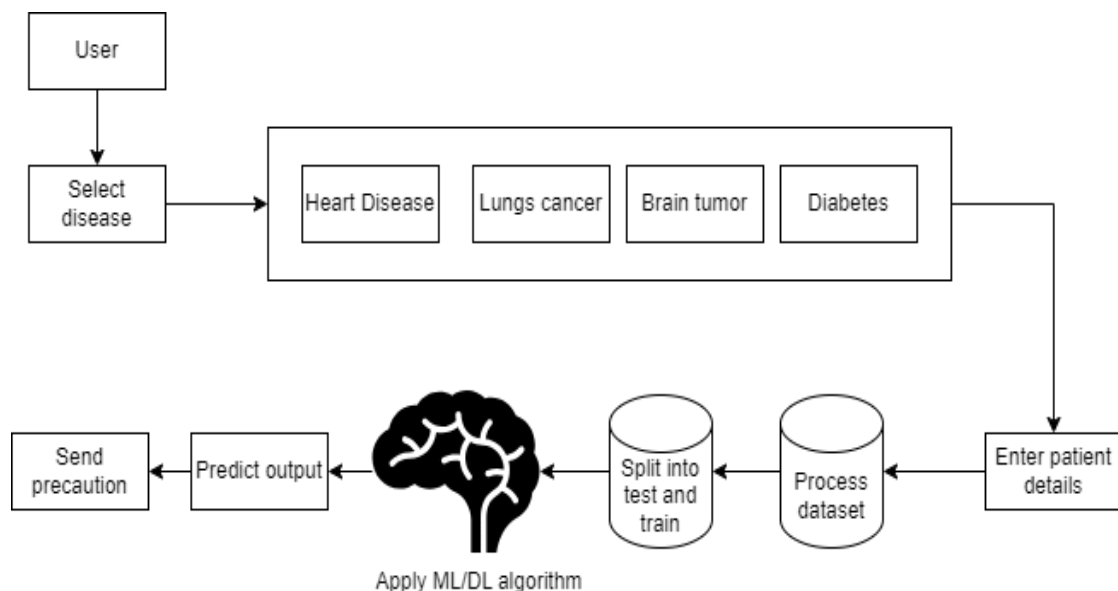 User
Select
disease
Heart Disease
Lungs cancer
Brain tumor
Diabetes
Enter patient
details
Process
dataset
Split into
test and
train
Apply ML/DL algorithm
Predict output
Send
precaution